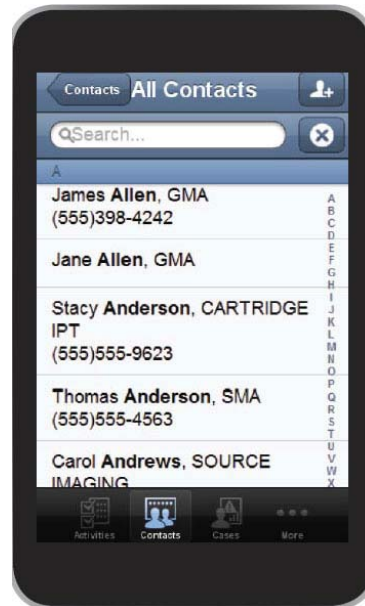 Contacts All Contacts
Search...
A
James Allen, GMA
(555)398-4242
Jane Allen, GMA
Stacy Anderson, CARTRIDGE
IPT
(555)555-9623
Thomas Anderson, SMA
(555)555-4563
Carol Andrews, SOURCE
IMAGING
A
B
C
D
E
F
G
H
I
J
K
L
M
N
O
P
Q
R
S
T
U
V
W
X
Activities Contacts Cases More